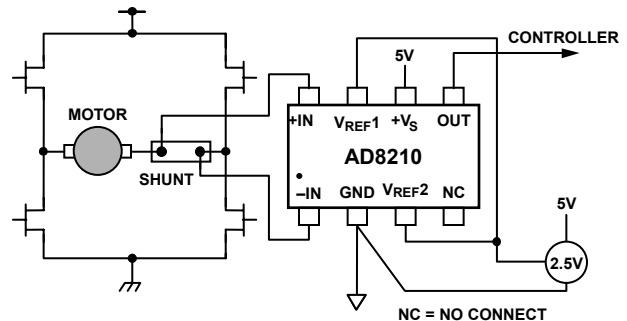 CONTROLLER
5V
MOTOR
+IN VREF1 +VS OUT
AD8210
SHUNT
–IN GND VREF2 NC
5V
2.5V
NC = NO CONNECT